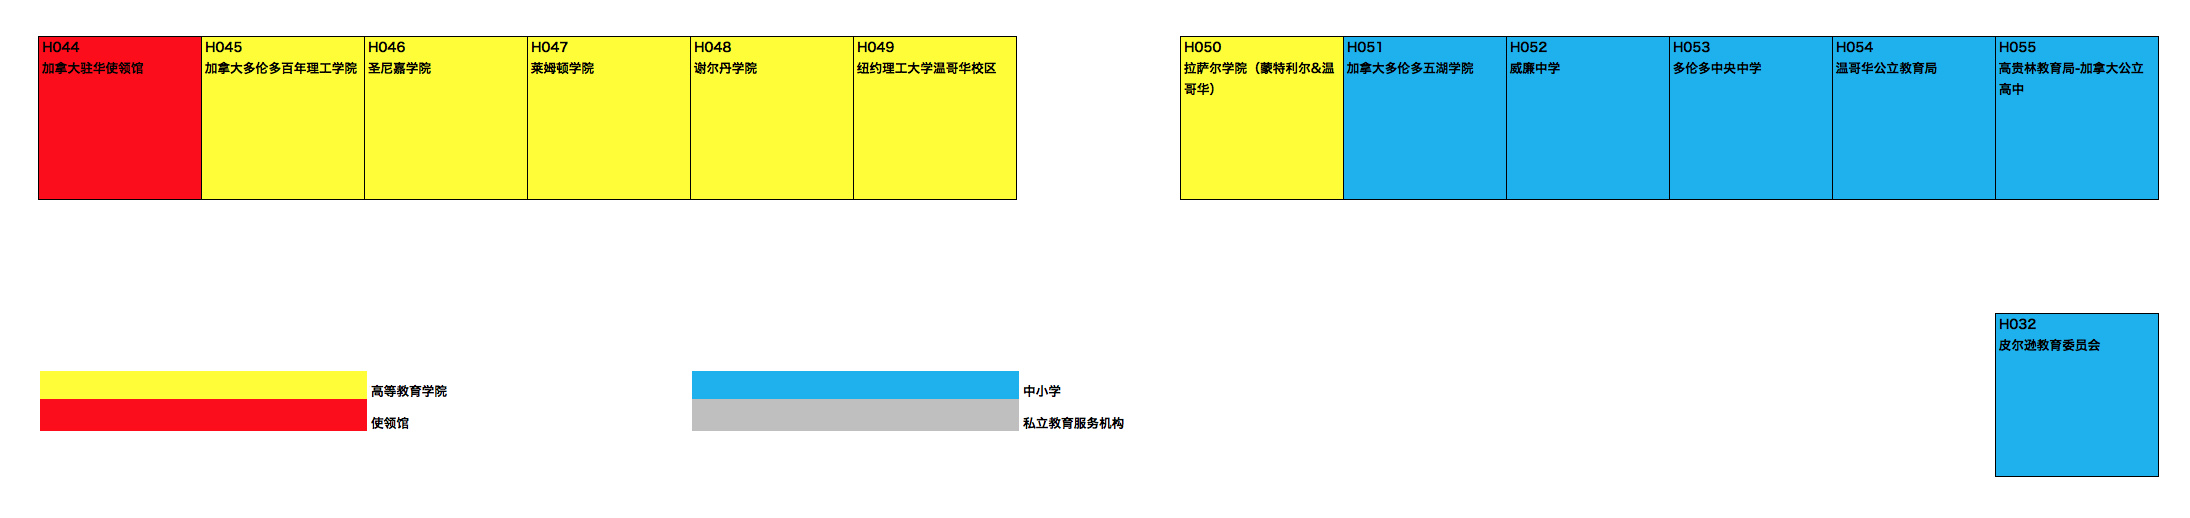 H044
加拿大驻华使领馆
H045
加拿大多伦多百年理工学院
H046
圣尼嘉学院
H047
莱姆顿学院
H048
谢尔丹学院
H049
纽约理工大学温哥华校区
H050
拉萨尔学院（蒙特利尔&温
哥华）
H051
加拿大多伦多五湖学院
H052
威廉中学
H053
多伦多中央中学
H054
温哥华公立教育局
H055
高贵林教育局-加拿大公立
高中
H032
皮尔逊教育委员会
高等教育学院
中小学
使领馆
私立教育服务机构